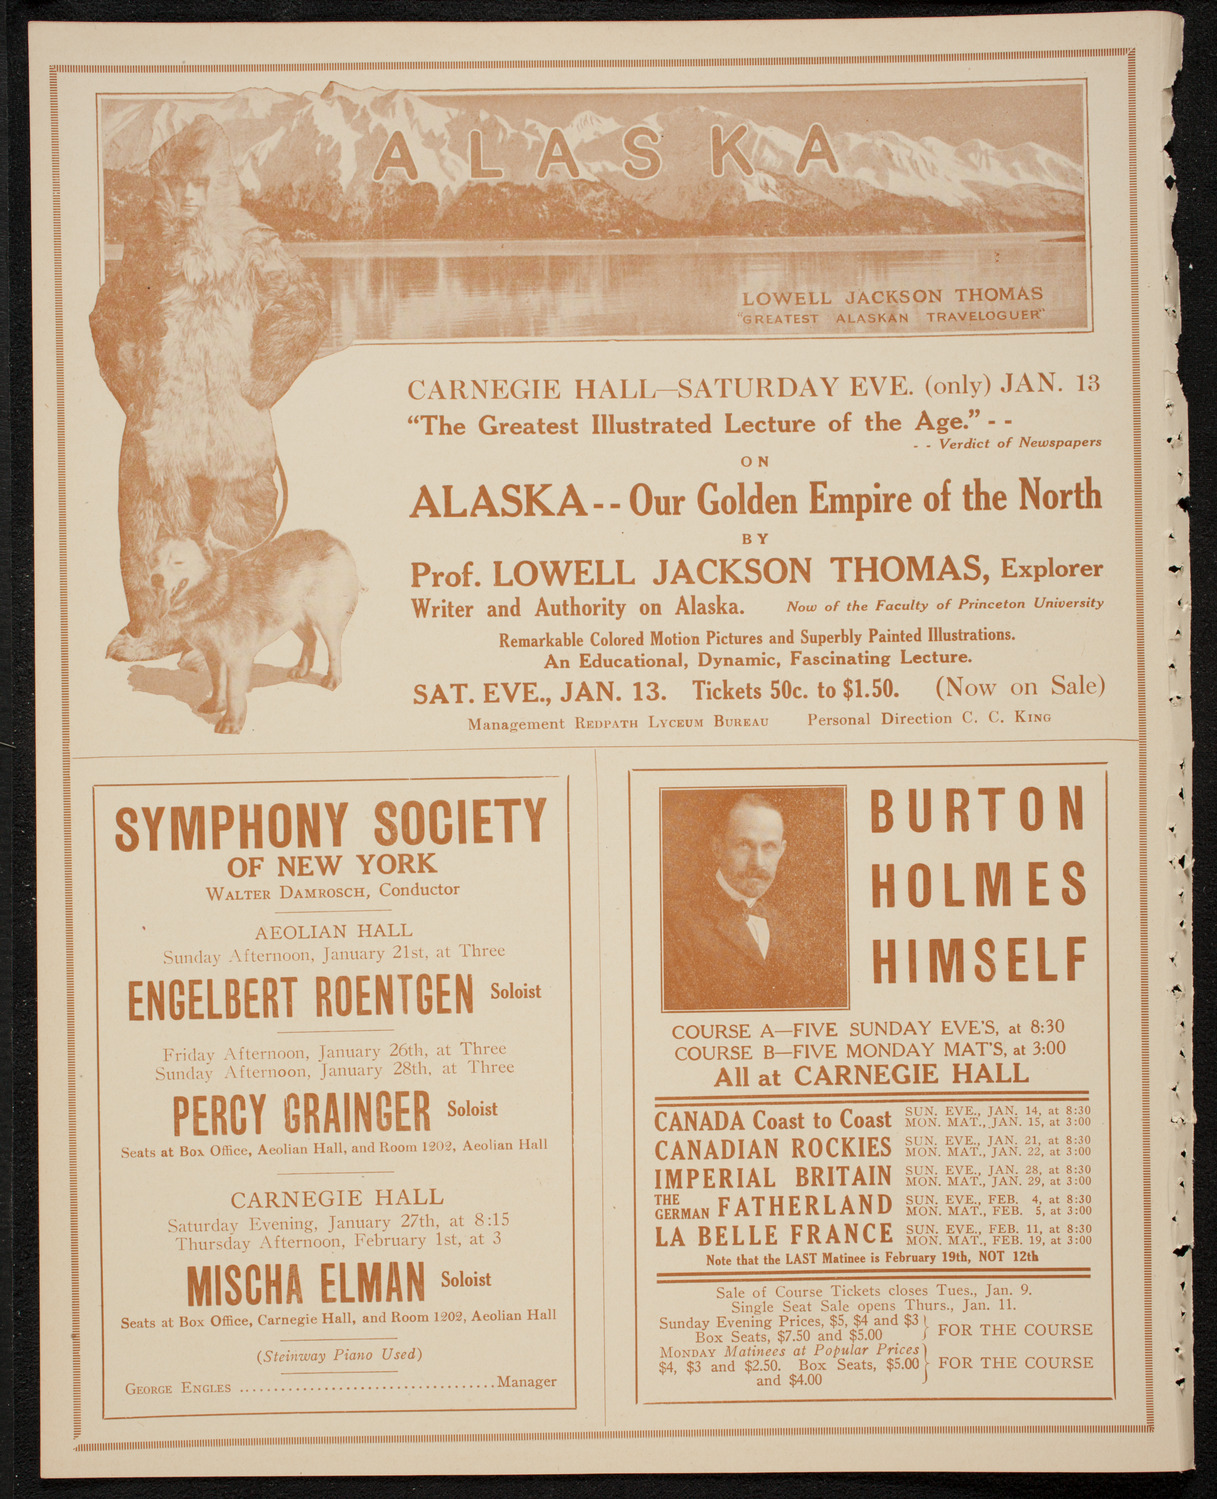 ALASKA
LOWELL JACKSON THOMAS
"GREATEST ALASKAN TRAVELOGUER"
CARNEGIE HALL—SATURDAY EVE. (only) JAN. 13
"The Greatest Illustrated Lecture of the Age." - -
- - Verdict of Newspapers
ON
ALASKA - - Our Golden Empire of the North
BY
Prof. LOWELL JACKSON THOMAS, Explorer
Writer and Authority on Alaska. Now of the Faculty of Princeton University
Remarkable Colored Motion Pictures and Superbly Painted Illustrations.
An Educational, Dynamic, Fascinating Lecture.
SAT. EVE., JAN. 13. Tickets 50c. to $1.50. (Now on Sale)
Management REDPATH LYCEUM BUREAU Personal Direction C. C. KING
SYMPHONY SOCIETY
OF NEW YORK
WALTER DAMROSCH, Conductor
AEOLIAN HALL
Sunday Afternoon, January 21st, at Three
ENGELBERT ROENTGEN Soloist
Friday Afternoon, January 26th, at Three
Sunday Afternoon, January 28th, at Three
PERCY GRAINGER Soloist
Seats at Box Office, Aeolian Hall, and Room 1202, Aeolian Hall
CARNEGIE HALL
Saturday Evening, January 27th, at 8:15
Thursday Afternoon, February 1st, at 3
MISCHA ELMAN Soloist
Seats at Box Office, Carnegie Hall, and Room 1202, Aeolian Hall
(Steinway Piano Used)
GEORGE ENGLES ....................................Manager
BURTON
HOLMES
HIMSELF
COURSE A—FIVE SUNDAY EVE'S, at 8:30
COURSE B—FIVE MONDAY MAT'S, at 3:00
All at CARNEGIE HALL
CANADA Coast to Coast SUN. EVE., JAN. 14, at 8:30
MON. MAT., JAN. 15, at 3:00
CANADIAN ROCKIES SUN. EVE., JAN. 21, at 8:30
MON. MAT., JAN. 22, at 3:00
IMPERIAL BRITAIN SUN. EVE., JAN. 28, at 8:30
MON. MAT., JAN. 29, at 3:00
THE GERMAN FATHERLAND SUN. EVE., FEB. 4, at 8:30
MON. MAT., FEB. 5, at 3:00
LA BELLE FRANCE SUN. EVE., FEB. 11, at 8:30
MON. MAT., FEB. 19, at 3:00
Note that the LAST Matinee is February 19th, NOT 12th
Sale of Course Tickets closes Tues., Jan. 9.
Single Seat Sale opens Thurs., Jan. 11.
Sunday Evening Prices, $5, $4 and $3
Box Seats, $7.50 and $5.00 } FOR THE COURSE
MONDAY Matinees at Popular Prices
$4, $3 and $2.50. Box Seats, $5.00 } FOR THE COURSE
and $4.00